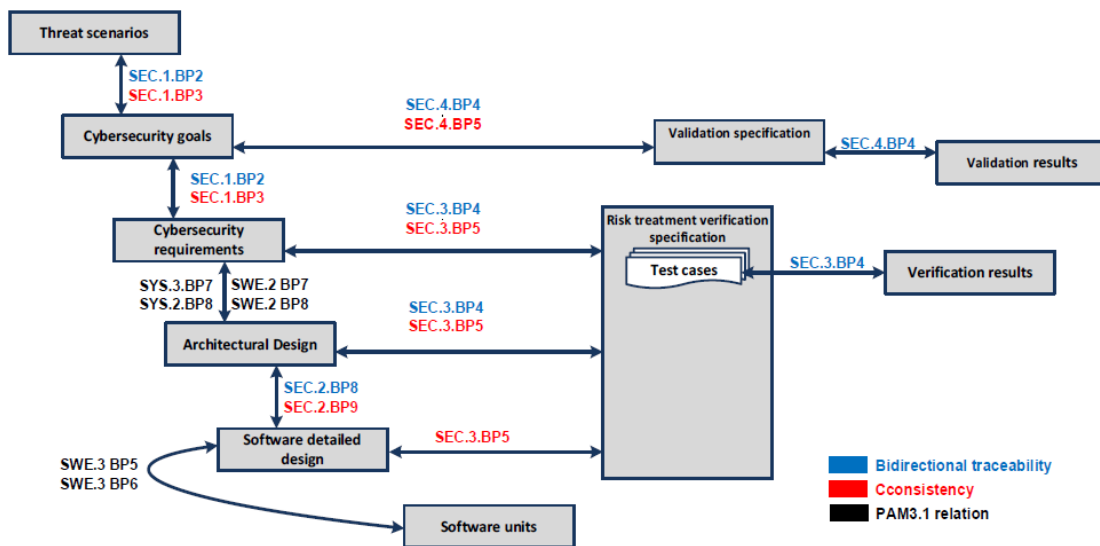 Threat scenarios
SEC.1.BP2
SEC.1.BP3
SEC.4.BP4
SEC.4.BP5
Cybersecurity goals
Validation specification
SEC.4.BP4
Validation results
SEC.1.BP2
SEC.1.BP3
SEC.3.BP4
SEC.3.BP5
Cybersecurity
requirements
Risk treatment verification
specification
Test cases
SEC.3.BP4
Verification results
SYS.3.BP7
SYS.2.BP8
SWE.2 BP7
SWE.2 BP8
SEC.3.BP4
SEC.3.BP5
Architectural Design
SEC.2.BP8
SEC.2.BP9
Software detailed
design
SEC.3.BP5
SWE.3 BP5
SWE.3 BP6
Software units
Bidirectional traceability
Cconsistency
PAM3.1 relation